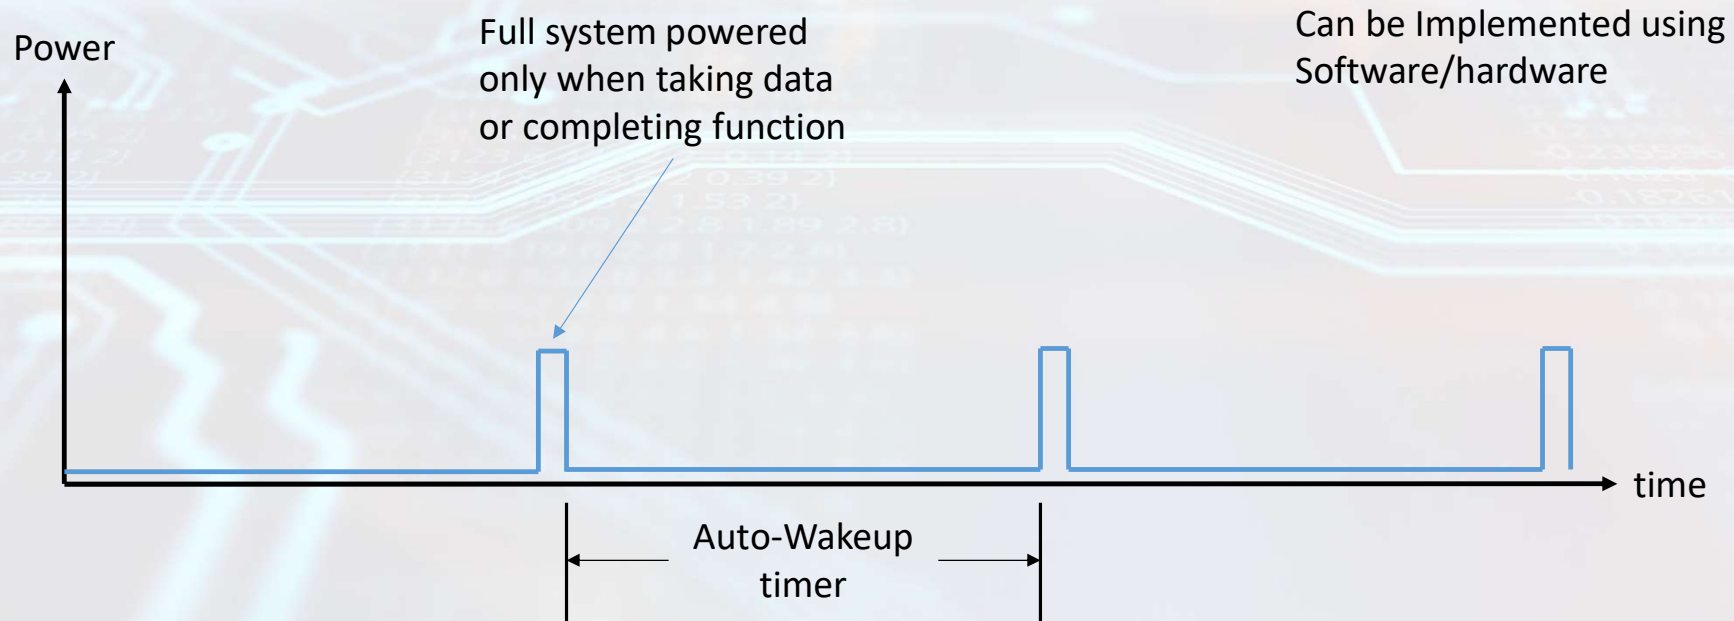 Power
Full system powered
only when taking data
or completing function
Can be Implemented using
Software/hardware
time
Auto-Wakeup
timer